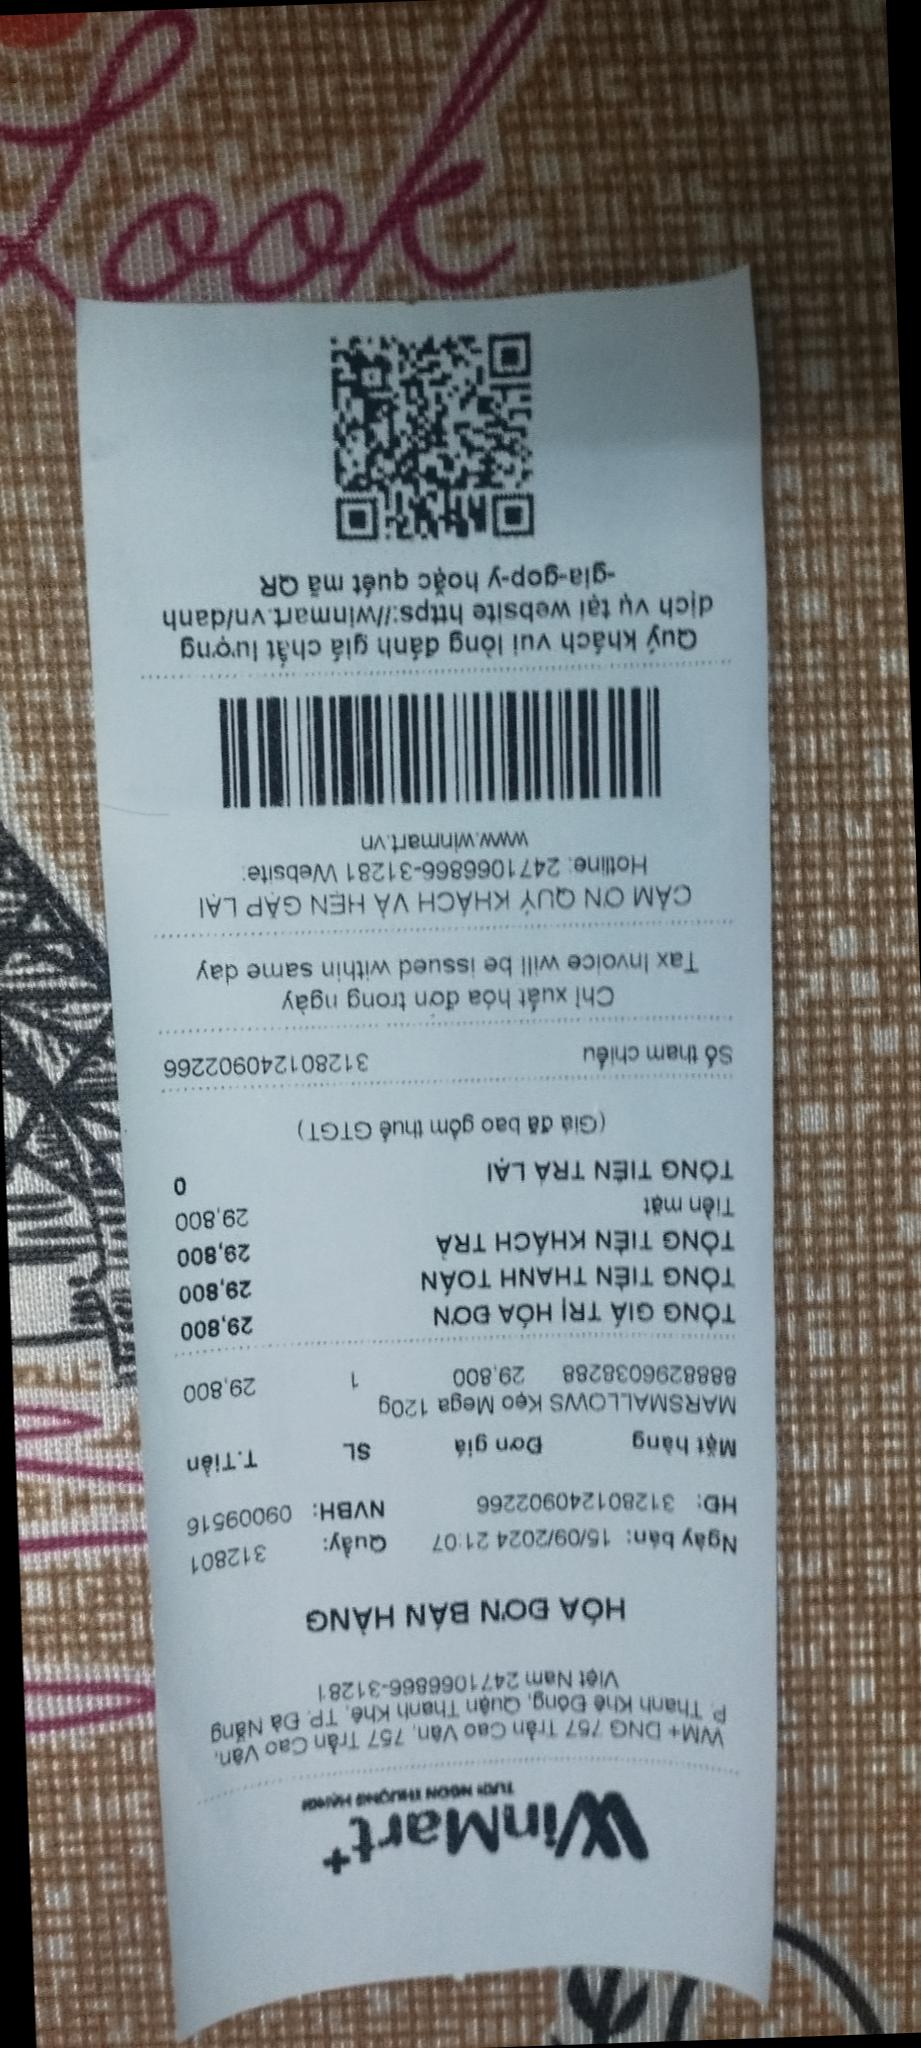 WinMart+
TƯƠI NGON THƯỢNG HẠNG!
WM+ DNG 757 Trần Cao Vân, 757 Trần Cao Vân,
P. Thanh Khê Đông, Quận Thanh Khê, TP. Đà Nẵng
Việt Nam 2471066866-31281
HÓA ĐƠN BÁN HÀNG
Ngày bán: 15/09/2024 21:07 Quầy: 312801
HĐ: 312801240902266 NVBH: 09009516
Mặt hàng Đơn giá SL T.Tiền
MARSMALLOWS Kẹo Mega 120g
8888296038288 29,800 1 29,800
TỔNG GIÁ TRỊ HÓA ĐƠN 29,800
TỔNG TIỀN THANH TOÁN 29,800
TỔNG TIỀN KHÁCH TRẢ 29,800
Tiền mặt 29,800
TỔNG TIỀN TRẢ LẠI 0
(Giá đã bao gồm thuế GTGT)
Số tham chiếu 312801240902266
Chỉ xuất hóa đơn trong ngày
Tax Invoice will be issued within same day
CẢM ƠN QUÝ KHÁCH VÀ HẸN GẶP LẠI
Hotline: 2471066866-31281 Website:
www.winmart.vn
Quý khách vui lòng đánh giá chất lượng
dịch vụ tại website https://winmart.vn/danh
-gia-gop-y hoặc quét mã QR
Look